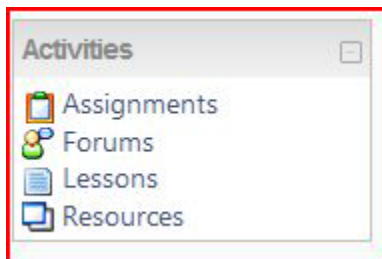 Activities
Assignments
Forums
Lessons
Resources